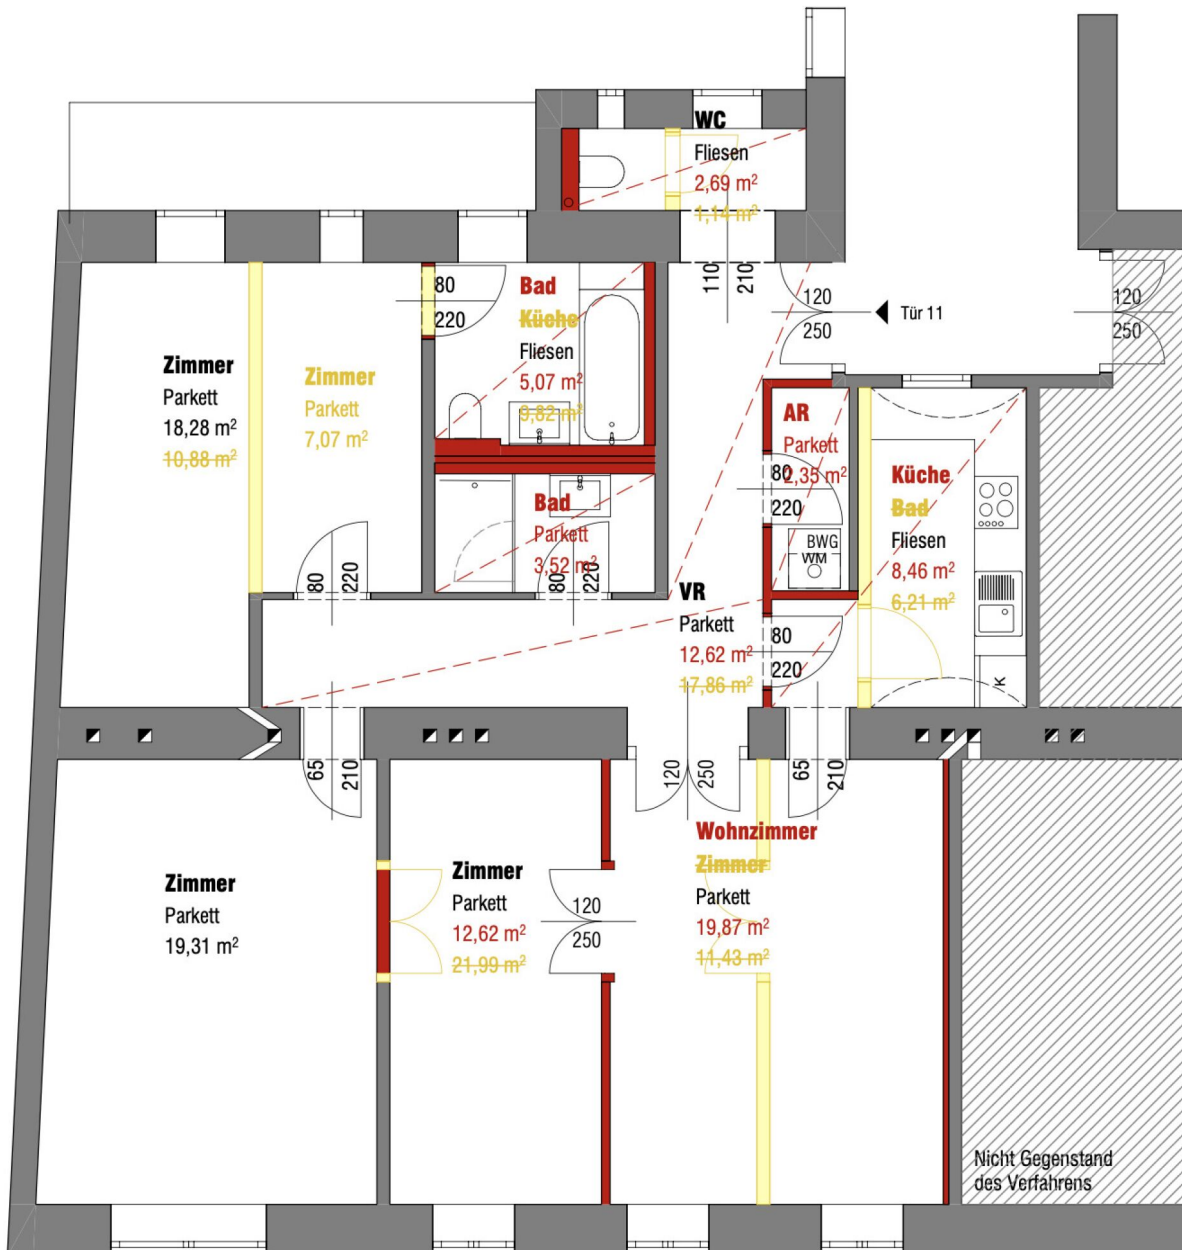 WC
Fliesen
2,69 m²
1,14 m²
110
210
120
250
Tür 11
120
250
80
220
Bad
Küche
Fliesen
5,07 m²
9,82 m²
Zimmer
Parkett
18,28 m²
10,88 m²
Zimmer
Parkett
7,07 m²
AR
Parkett
2,35 m²
80
220
BWG
WM
Küche
Bad
Fliesen
8,46 m²
6,21 m²
K
Bad
Parkett
3,52 m²
80
220
80
220
VR
Parkett
12,62 m²
17,86 m²
80
220
65
210
120
250
65
210
Zimmer
Parkett
19,31 m²
Zimmer
Parkett
12,62 m²
21,99 m²
120
250
Wohnzimmer
Zimmer
Parkett
19,87 m²
11,43 m²
Nicht Gegenstand
des Verfahrens